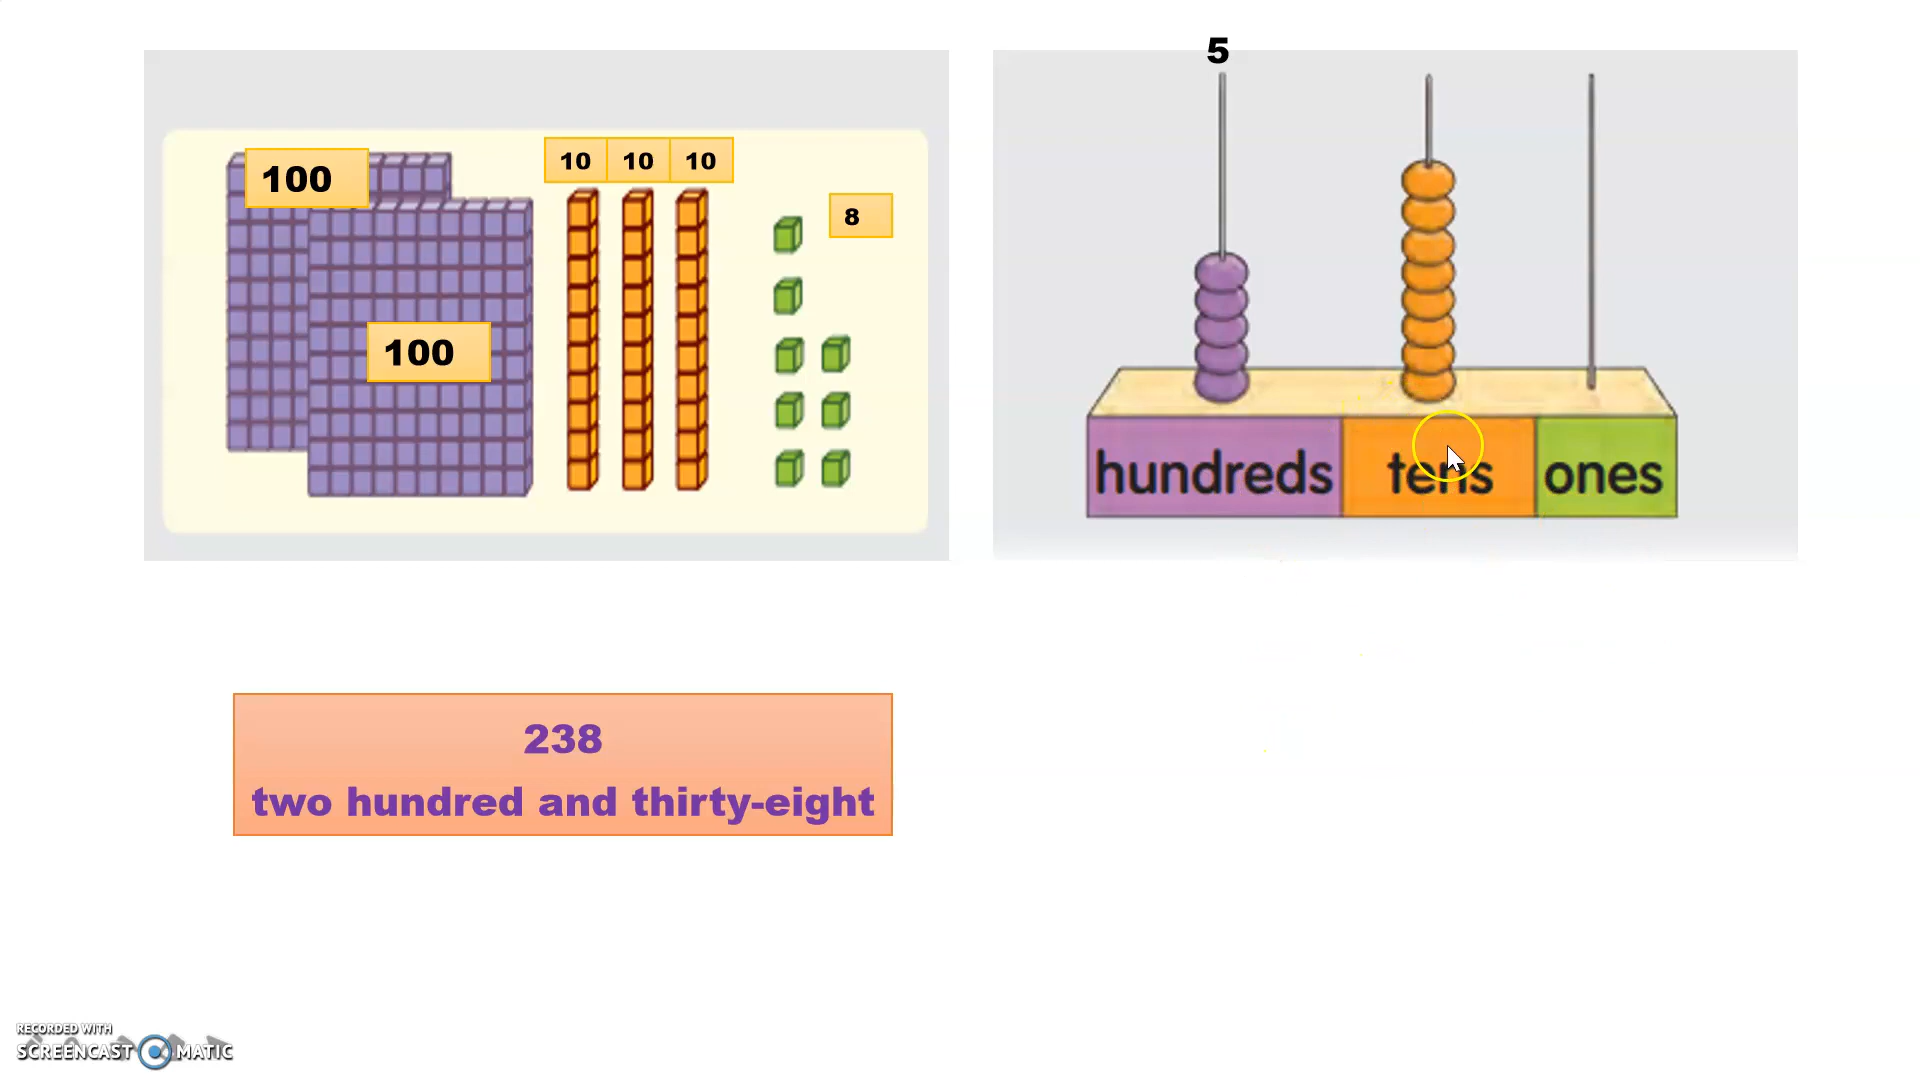 100
100
10 10 10
8
5
hundreds tens ones
238
two hundred and thirty-eight
RECORDED WITH
SCREENCAST MATIC